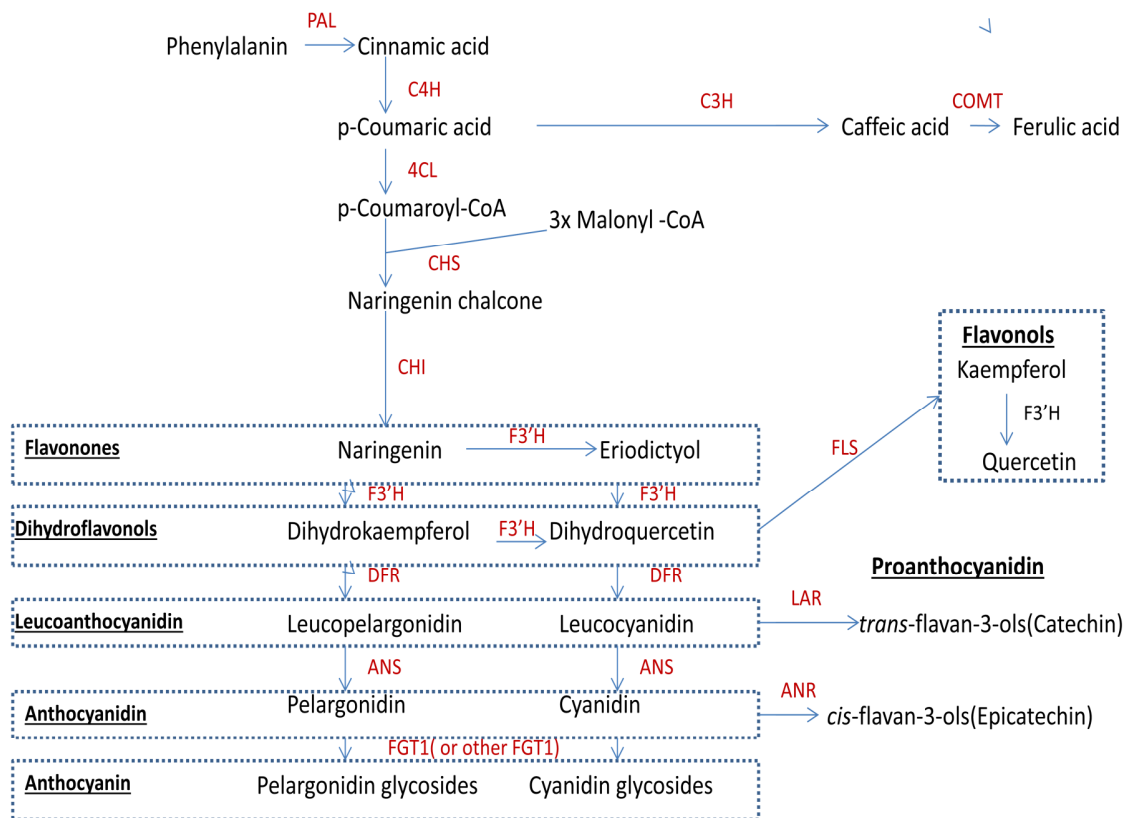 PAL
Phenylalanin Cinnamic acid
C4H
C3H
COMT
p-Coumaric acid Caffeic acid Ferulic acid
4CL
p-Coumaroyl-CoA 3x Malonyl -CoA
CHS
Naringenin chalcone
CHI
Flavonols
Kaempferol
F3'H
Quercetin
FLS
Flavonones Naringenin F3'H Eriodictyol
F3'H F3'H
Dihydroflavonols Dihydrokaempferol F3'H Dihydroquercetin
DFR DFR
Proanthocyanidin
LAR
Leucoanthocyanidin Leucopelargonidin Leucocyanidin trans-flavan-3-ols(Catechin)
ANS ANS
ANR
Anthocyanidin Pelargonidin Cyanidin cis-flavan-3-ols(Epicatechin)
FGT1( or other FGT1)
Anthocyanin Pelargonidin glycosides Cyanidin glycosides